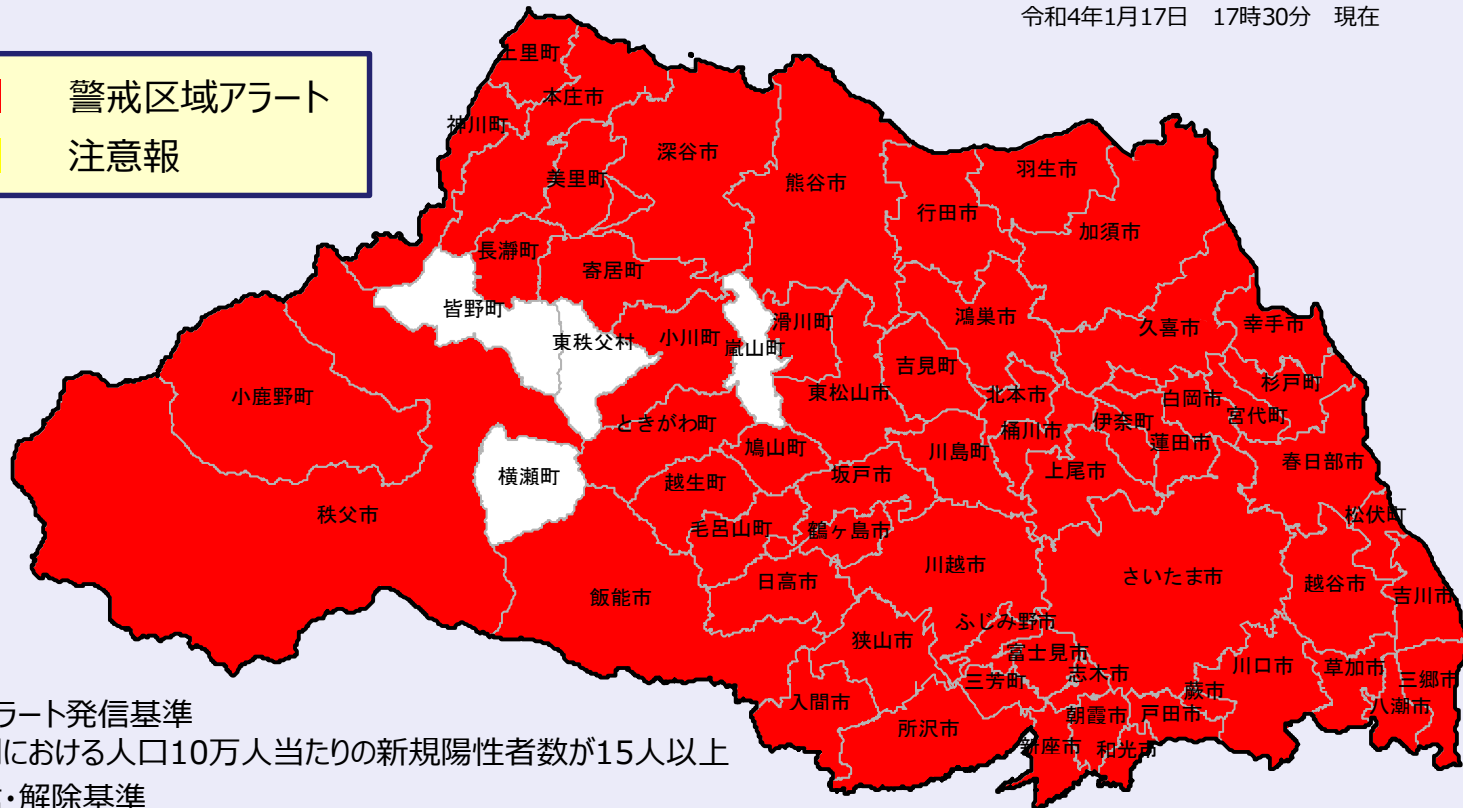 令和4年1月17日　17時30分　現在
警戒区域アラート
注意報
上里町
本庄市
神川町
深谷市
美里町
熊谷市
羽生市
行田市
加須市
長瀞町
寄居町
皆野町
東秩父村
小川町
嵐山町
滑川町
鴻巣市
久喜市
幸手市
吉見町
小鹿野町
東松山市
北本市
白岡市
杉戸町
宮代町
ときがわ町
桶川市
伊奈町
蓮田市
鳩山町
川島町
上尾市
春日部市
横瀬町
越生町
坂戸市
秩父市
松伏町
毛呂山町
鶴ヶ島市
川越市
さいたま市
越谷市
吉川市
飯能市
日高市
ふじみ野市
狭山市
富士見市
三芳町
志木市
川口市
草加市
三郷市
蕨市
入間市
所沢市
朝霞市
戸田市
八潮市
新座市
和光市
ラート発信基準
における人口10万人当たりの新規陽性者数が15人以上
・解除基準